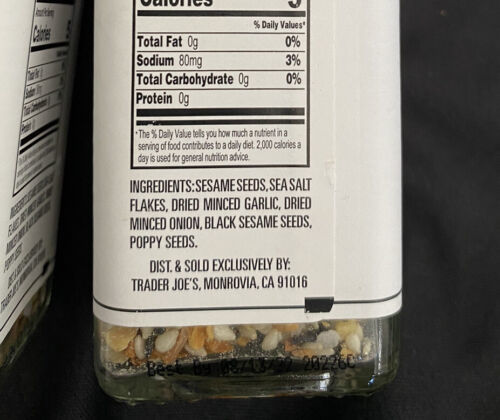 Calories 5
% Daily Values*
Total Fat 0g 0%
Sodium 80mg 3%
Total Carbohydrate 0g 0%
Protein 0g
*The % Daily Value tells you how much a nutrient in a
serving of food contributes to a daily diet. 2,000 calories a
day is used for general nutrition advice.
INGREDIENTS: SESAME SEEDS, SEA SALT
FLAKES, DRIED MINCED GARLIC, DRIED
MINCED ONION, BLACK SESAME SEEDS,
POPPY SEEDS.
DIST. & SOLD EXCLUSIVELY BY:
TRADER JOE'S, MONROVIA, CA 91016
Best By